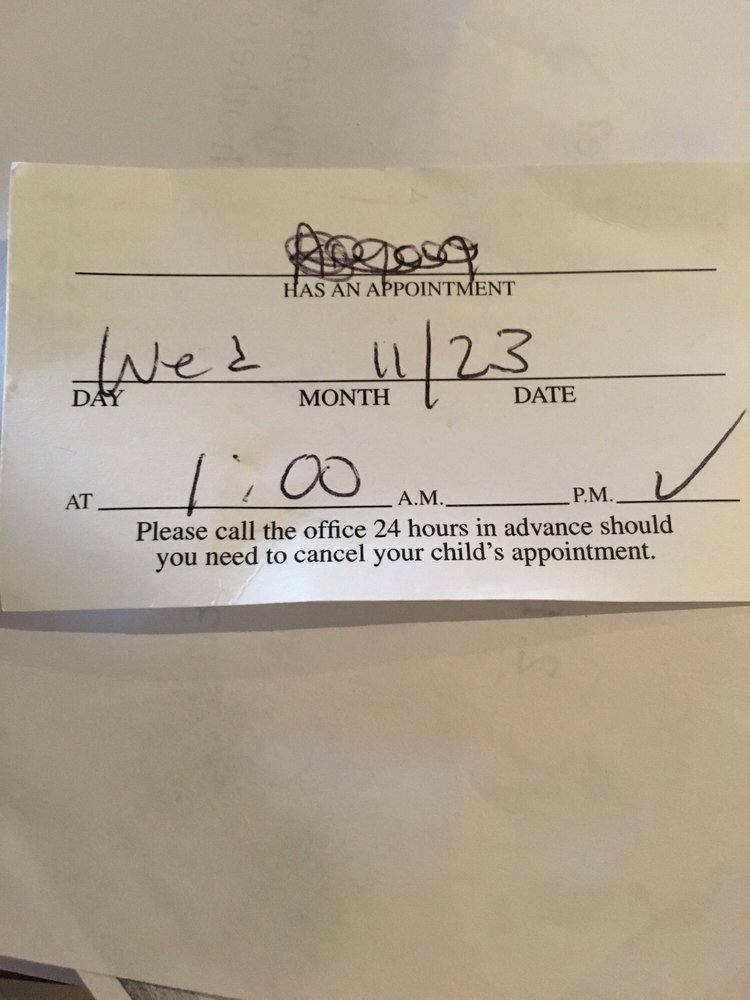 HAS AN APPOINTMENT
Wed 11/23
DAY MONTH DATE
AT 1:00 A.M. P.M. ✓
Please call the office 24 hours in advance should
you need to cancel your child's appointment.